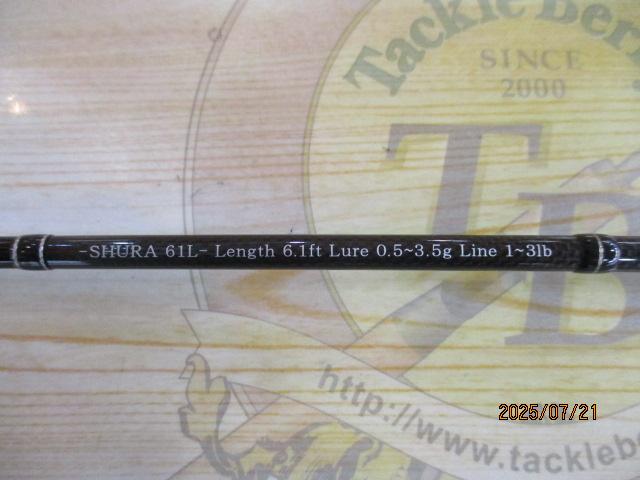 Tackle Berry
SINCE
2000
TB
-SHURA 61L- Length 6.1ft Lure 0.5~3.5g Line 1~3lb
2025/07/21
http://www.tackleb